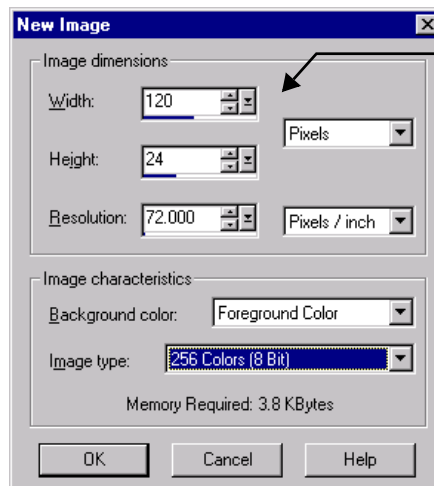 New Image
Image dimensions
Width: 120
Pixels
Height: 24
Resolution: 72.000 Pixels / inch
Image characteristics
Background color: Foreground Color
Image type: 256 Colors (8 Bit)
Memory Required: 3.8 KBytes
OK Cancel Help